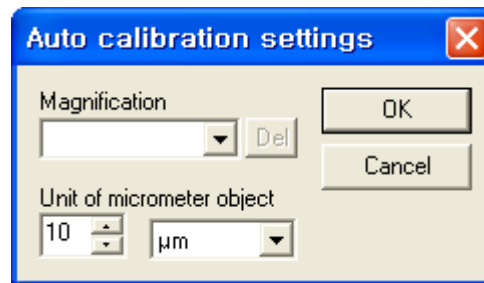 Auto calibration settings
Magnification
OK
Del
Cancel
Unit of micrometer object
10
µm